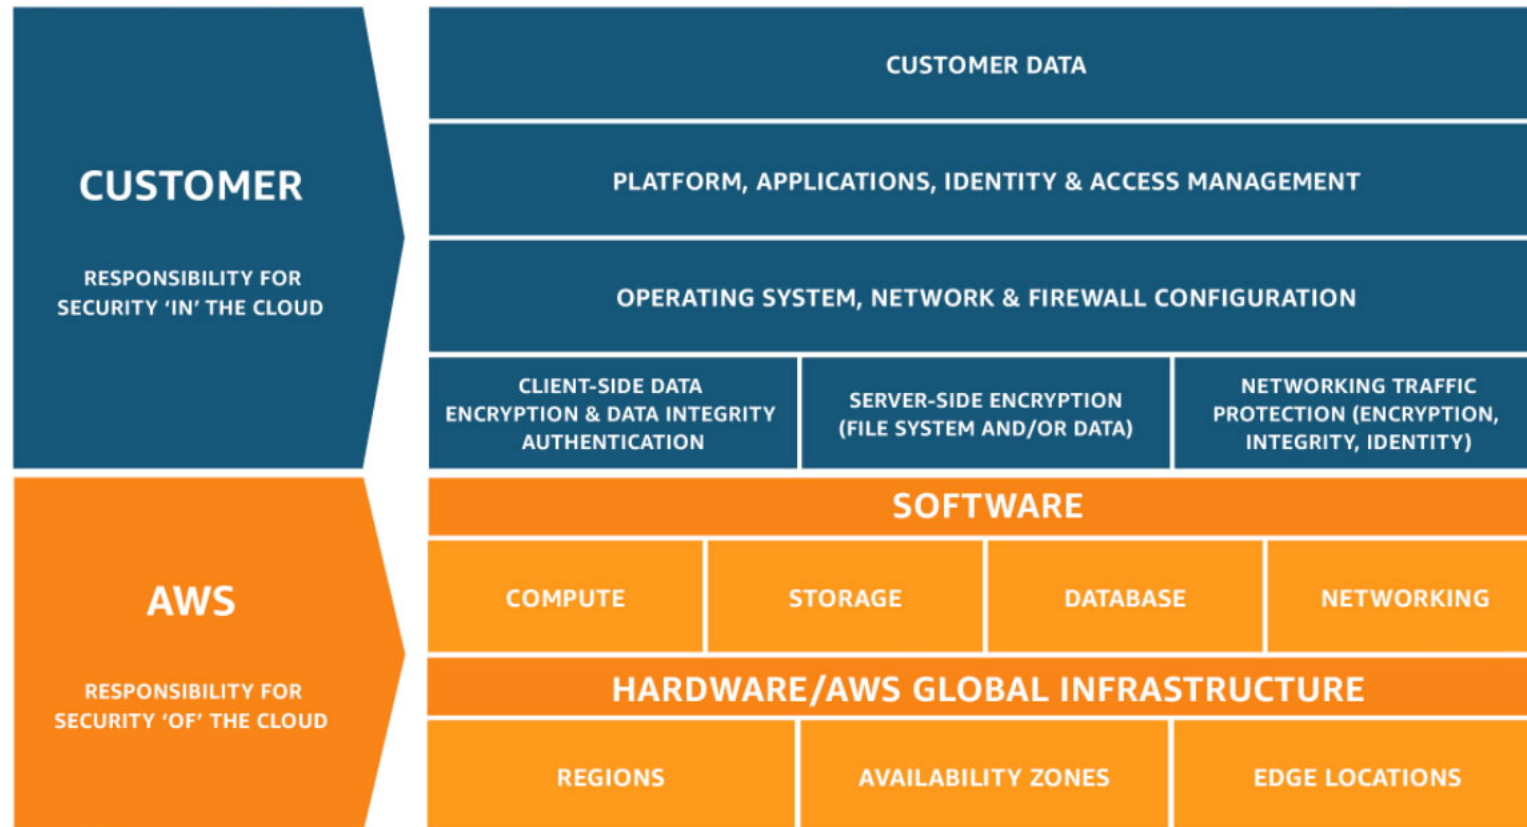 CUSTOMER
RESPONSIBILITY FOR
SECURITY ‘IN’ THE CLOUD
CUSTOMER DATA
PLATFORM, APPLICATIONS, IDENTITY & ACCESS MANAGEMENT
OPERATING SYSTEM, NETWORK & FIREWALL CONFIGURATION
CLIENT-SIDE DATA
ENCRYPTION & DATA INTEGRITY
AUTHENTICATION
SERVER-SIDE ENCRYPTION
(FILE SYSTEM AND/OR DATA)
NETWORKING TRAFFIC
PROTECTION (ENCRYPTION,
INTEGRITY, IDENTITY)
AWS
RESPONSIBILITY FOR
SECURITY ‘OF’ THE CLOUD
SOFTWARE
COMPUTE
STORAGE
DATABASE
NETWORKING
HARDWARE/AWS GLOBAL INFRASTRUCTURE
REGIONS
AVAILABILITY ZONES
EDGE LOCATIONS